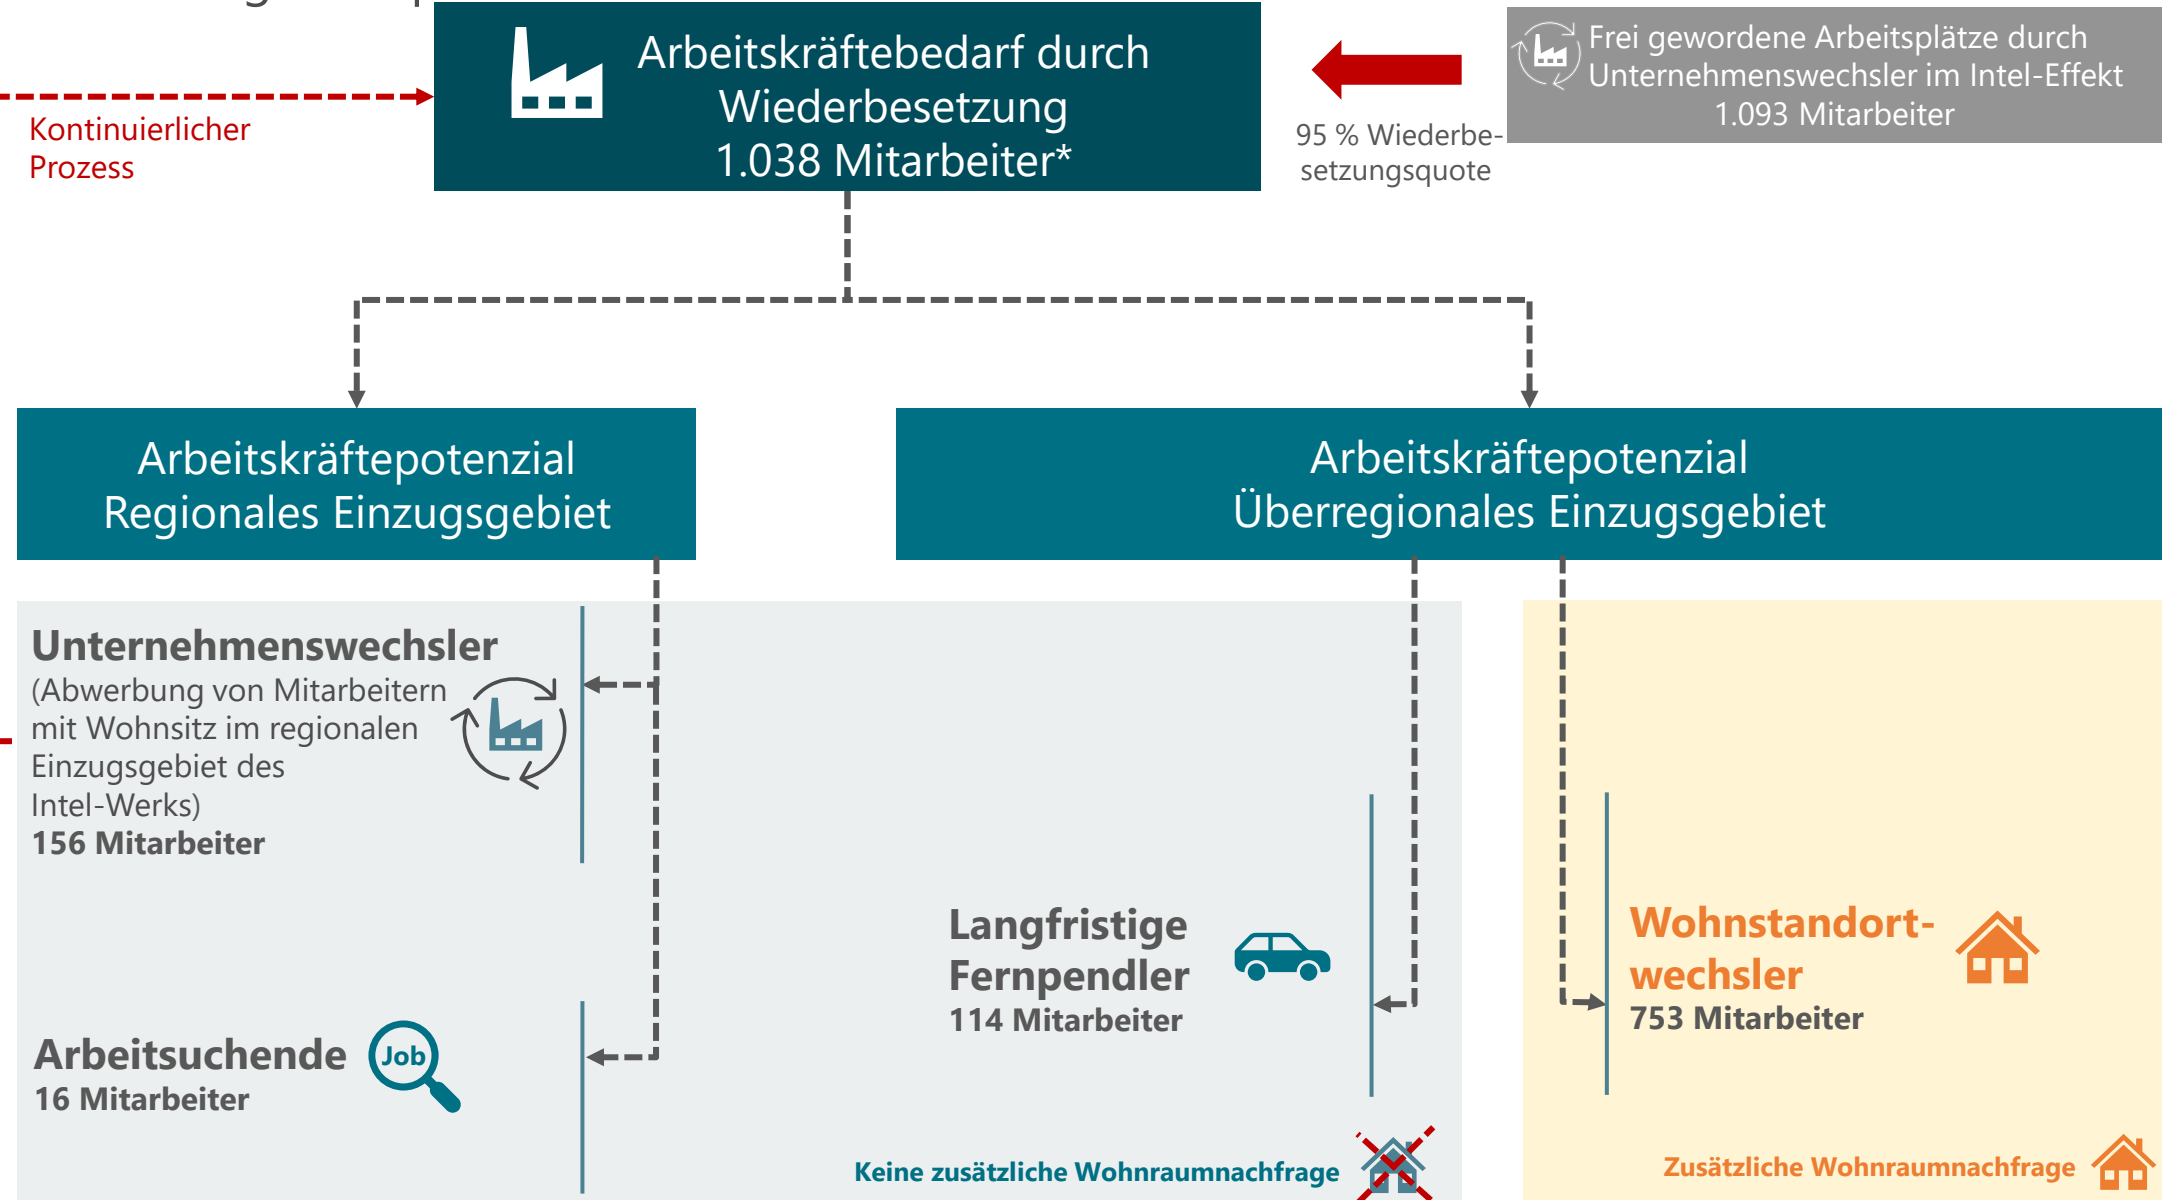 Arbeitskräftebedarf durch
Wiederbesetzung
1.038 Mitarbeiter*
Frei gewordene Arbeitsplätze durch
Unternehmenswechsler im Intel-Effekt
1.093 Mitarbeiter
95 % Wiederbe-
setzungsquote
Kontinuierlicher
Prozess
Arbeitskräftepotenzial
Regionales Einzugsgebiet
Arbeitskräftepotenzial
Überregionales Einzugsgebiet
Unternehmenswechsler
(Abwerbung von Mitarbeitern
mit Wohnsitz im regionalen
Einzugsgebiet des
Intel-Werks)
156 Mitarbeiter
Arbeitsuchende
16 Mitarbeiter
Job
Langfristige
Fernpendler
114 Mitarbeiter
Wohnstandort-
wechsler
753 Mitarbeiter
Keine zusätzliche Wohnraumnachfrage
Zusätzliche Wohnraumnachfrage